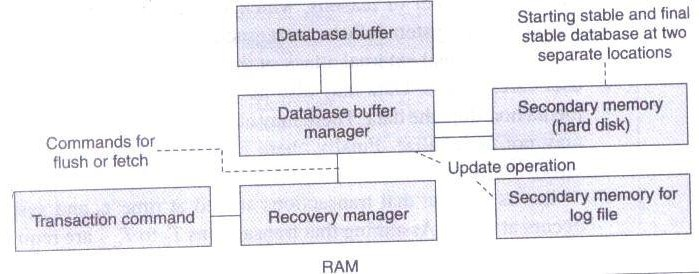 Database buffer
Starting stable and final
stable database at two
separate locations
Database buffer
manager
Secondary memory
(hard disk)
Commands for
flush or fetch
Update operation
Transaction command
Recovery manager
Secondary memory for
log file
RAM